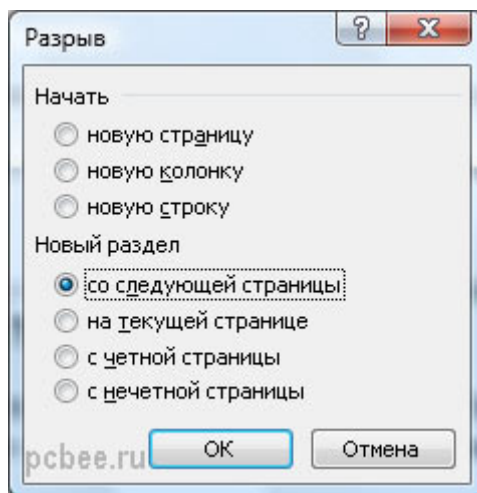 Разрыв
Начать
новую страницу
новую колонку
новую строку
Новый раздел
со следующей страницы
на текущей странице
с четной страницы
с нечетной страницы
pcbee.ru
ОК
Отмена